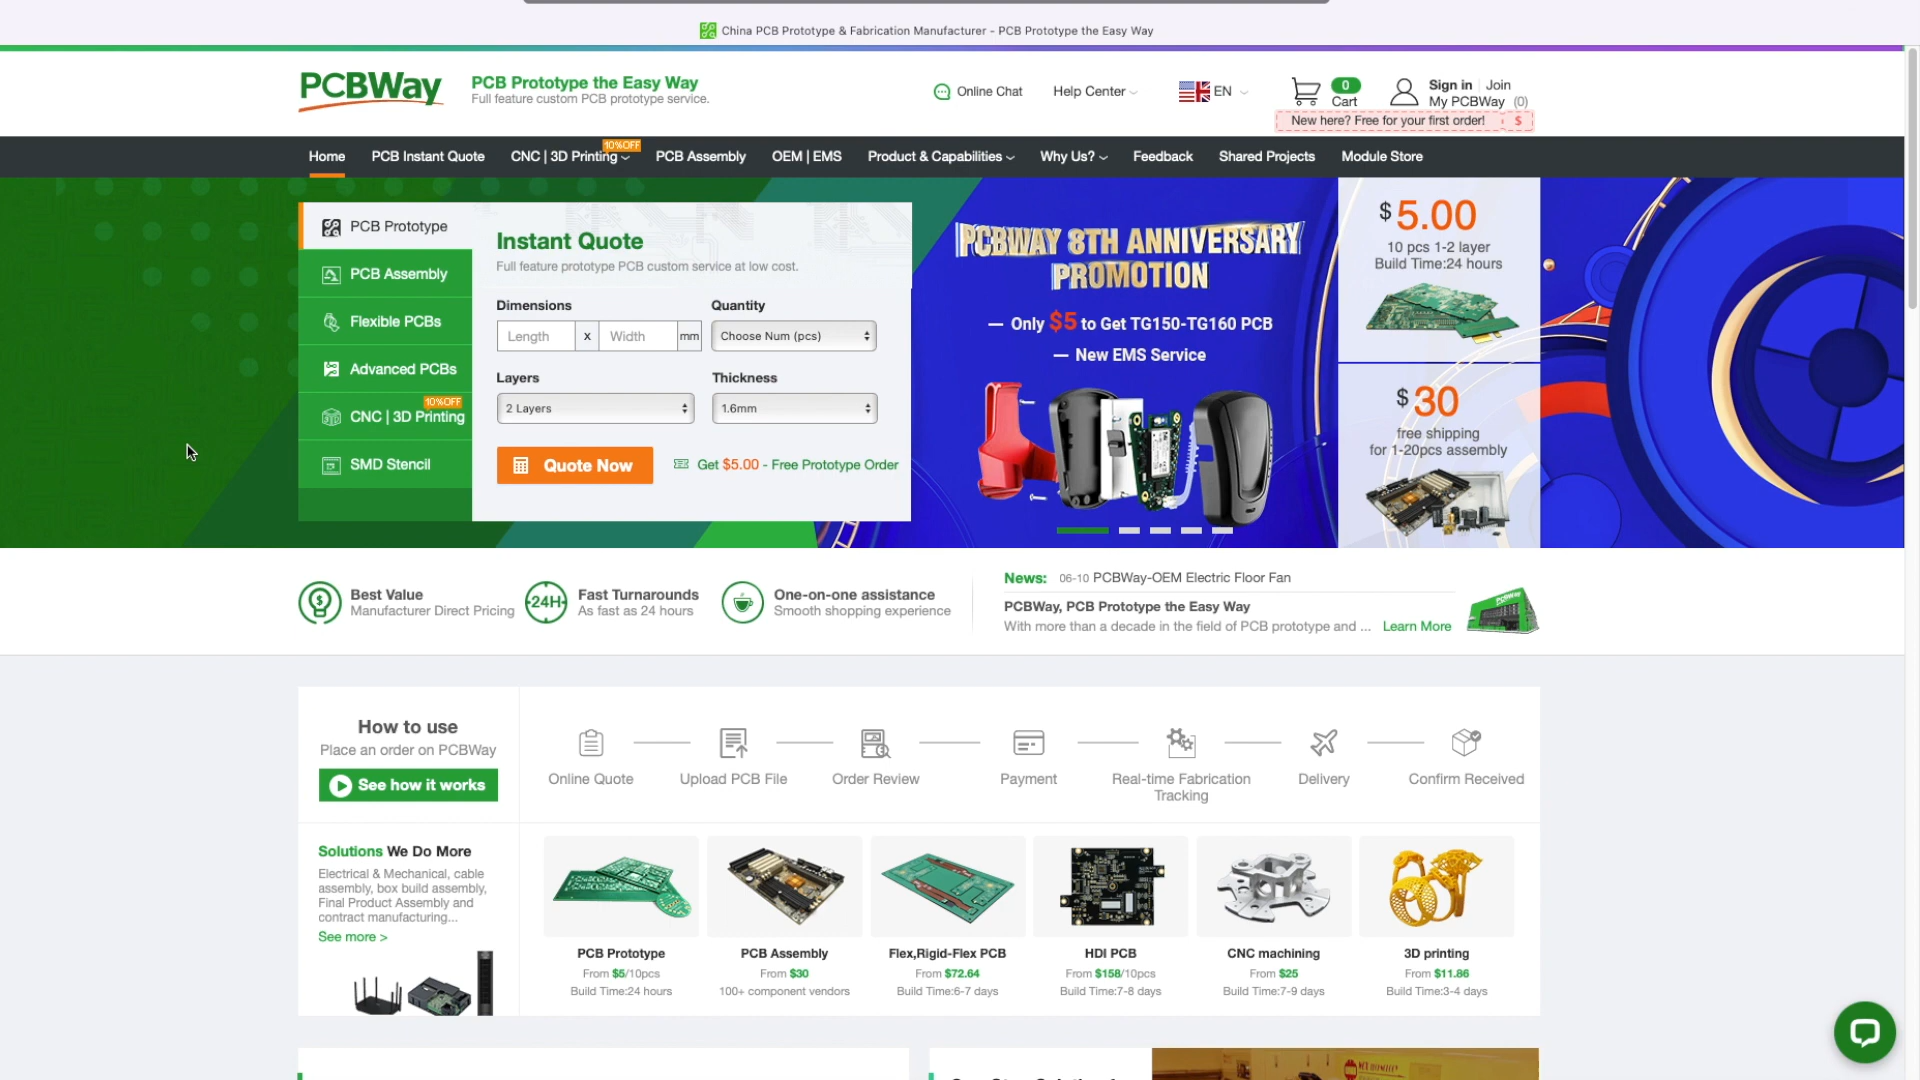 China PCB Prototype & Fabrication Manufacturer - PCB Prototype the Easy Way
PCBWay
PCB Prototype the Easy Way
Full feature custom PCB prototype service.
Online Chat
Help Center
EN
0
Cart
Sign in
Join
My PCBWay (0)
New here? Free for your first order! $
10%OFF
Home
PCB Instant Quote
CNC | 3D Printing
PCB Assembly
OEM | EMS
Product & Capabilities
Why Us?
Feedback
Shared Projects
Module Store
PCB Prototype
PCB Assembly
Flexible PCBs
Advanced PCBs
10%OFF
CNC | 3D Printing
SMD Stencil
Instant Quote
Full feature prototype PCB custom service at low cost.
Dimensions
Quantity
Length x Width mm
Choose Num (pcs)
Layers
Thickness
2 Layers
1.6mm
Quote Now
Get $5.00 - Free Prototype Order
PCBWAY 8TH ANNIVERSARY
PROMOTION
— Only $5 to Get TG150-TG160 PCB
— New EMS Service
$5.00
10 pcs 1-2 layer
Build Time:24 hours
$30
free shipping
for 1-20pcs assembly
Best Value
Manufacturer Direct Pricing
24H
Fast Turnarounds
As fast as 24 hours
One-on-one assistance
Smooth shopping experience
News: 06-10 PCBWay-OEM Electric Floor Fan
PCBWay, PCB Prototype the Easy Way
With more than a decade in the field of PCB prototype and ... Learn More
How to use
Place an order on PCBWay
See how it works
Online Quote
Upload PCB File
Order Review
Payment
Real-time Fabrication
Tracking
Delivery
Confirm Received
Solutions We Do More
Electrical & Mechanical, cable
assembly, box build assembly,
Final Product Assembly and
contract manufacturing...
See more >
PCB Prototype
From $5/10pcs
Build Time:24 hours
PCB Assembly
From $30
100+ component vendors
Flex,Rigid-Flex PCB
From $72.64
Build Time:6-7 days
HDI PCB
From $158/10pcs
Build Time:7-8 days
CNC machining
From $25
Build Time:7-9 days
3D printing
From $11.86
Build Time:3-4 days